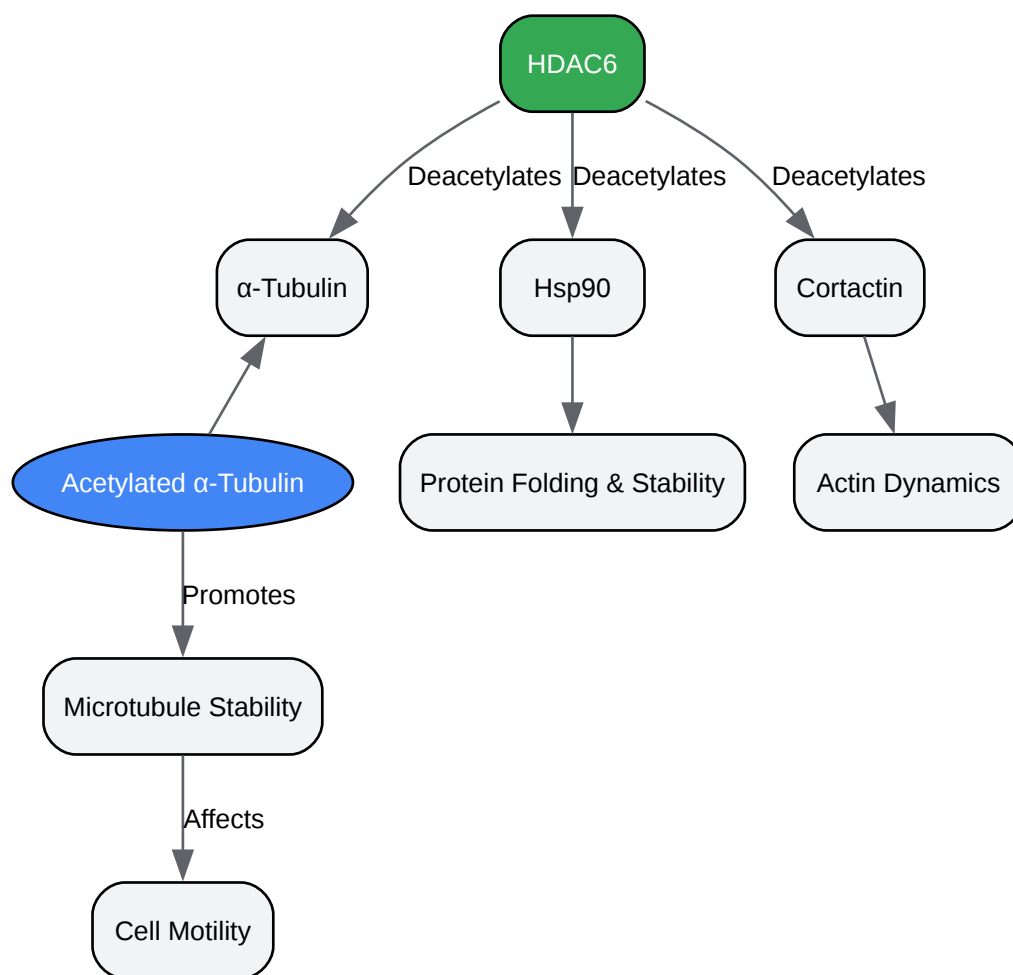 HDAC6
Deacetylates
Deacetylates
Deacetylates
α-Tubulin
Hsp90
Cortactin
Acetylated α-Tubulin
Protein Folding & Stability
Actin Dynamics
Promotes
Microtubule Stability
Affects
Cell Motility